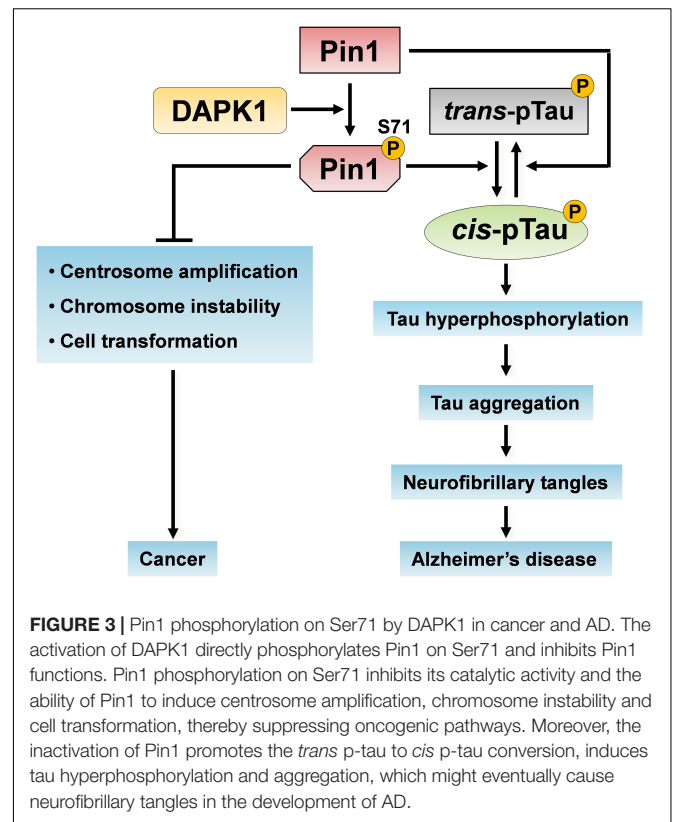 Pin1
DAPK1
trans-pTau
P
S71
P
Pin1
cis-pTau
P
• Centrosome amplification
• Chromosome instability
• Cell transformation
Tau hyperphosphorylation
Tau aggregation
Neurofibrillary tangles
Cancer
Alzheimer's disease
FIGURE 3 | Pin1 phosphorylation on Ser71 by DAPK1 in cancer and AD. The
activation of DAPK1 directly phosphorylates Pin1 on Ser71 and inhibits Pin1
functions. Pin1 phosphorylation on Ser71 inhibits its catalytic activity and the
ability of Pin1 to induce centrosome amplification, chromosome instability and
cell transformation, thereby suppressing oncogenic pathways. Moreover, the
inactivation of Pin1 promotes the trans p-tau to cis p-tau conversion, induces
tau hyperphosphorylation and aggregation, which might eventually cause
neurofibrillary tangles in the development of AD.